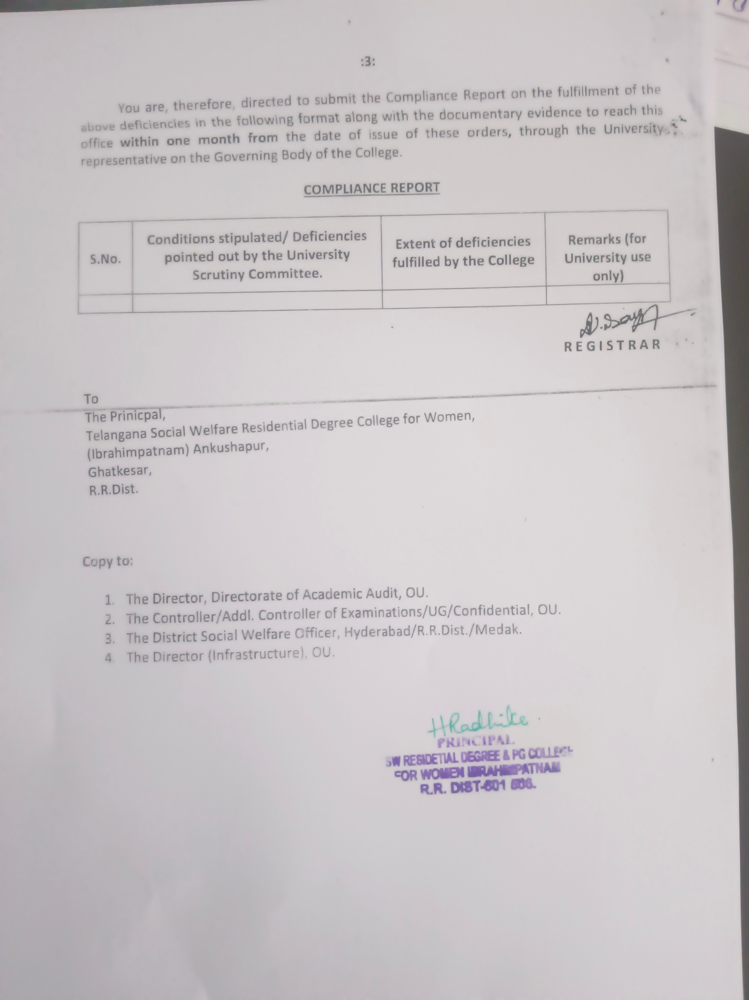 :3:
You are, therefore, directed to submit the Compliance Report on the fulfillment of the
above deficiencies in the following format along with the documentary evidence to reach this
office within one month from the date of issue of these orders, through the University
representative on the Governing Body of the College.
COMPLIANCE REPORT
S.No.
Conditions stipulated/ Deficiencies
pointed out by the University
Scrutiny Committee.
Extent of deficiencies
fulfilled by the College
Remarks (for
University use
only)
REGISTRAR
To
The Prinicpal,
Telangana Social Welfare Residential Degree College for Women,
(Ibrahimpatnam) Ankushapur,
Ghatkesar,
R.R.Dist.
Copy to:
1. The Director, Directorate of Academic Audit, OU.
2. The Controller/Addl. Controller of Examinations/UG/Confidential, OU.
3. The District Social Welfare Officer, Hyderabad/R.R.Dist./Medak.
4. The Director (Infrastructure), OU.
HRadhika.
PRINCIPAL
SW RESIDETIAL DEGREE & PG COLLEGE
FOR WOMEN IBRAHIMPATNAM
R.R. DIST-501